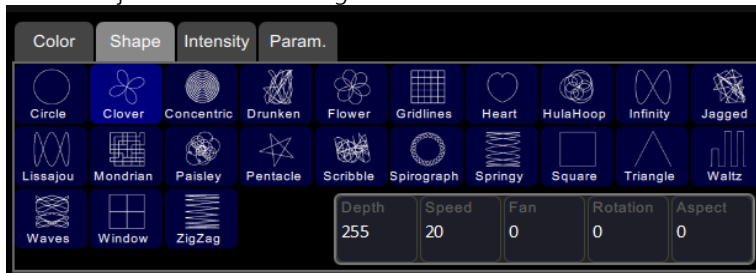 Color Shape Intensity Param.
Circle Clover Concentric Drunken Flower Gridlines Heart HulaHoop Infinity Jagged
Lissajou Mondrian Paisley Pentacle Scribble Spirograph Springy Square Triangle Waltz
Depth Speed Fan Rotation Aspect
255 20 0 0 0
Waves Window ZigZag